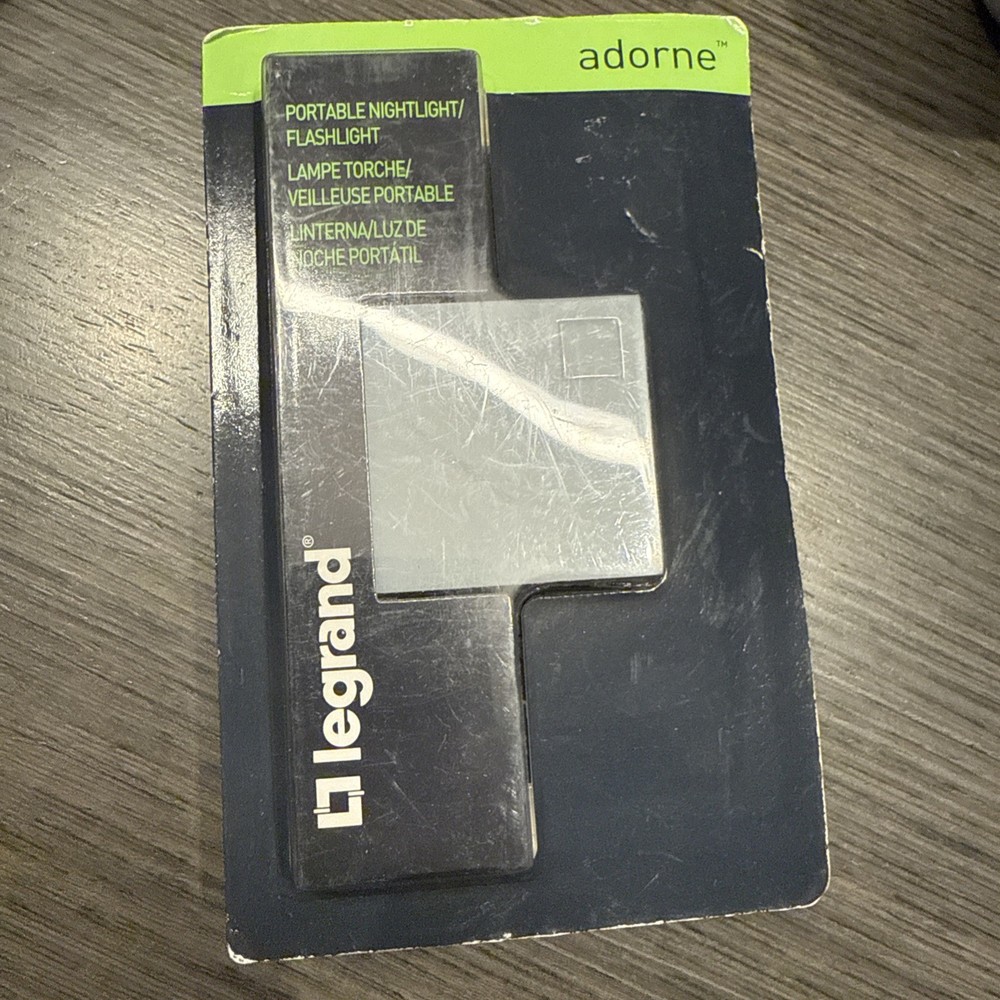 adorne™
PORTABLE NIGHTLIGHT/
FLASHLIGHT
LAMPE TORCHE/
VEILLEUSE PORTABLE
LINTERNA/LUZ DE
NOCHE PORTÁTIL
legrand®